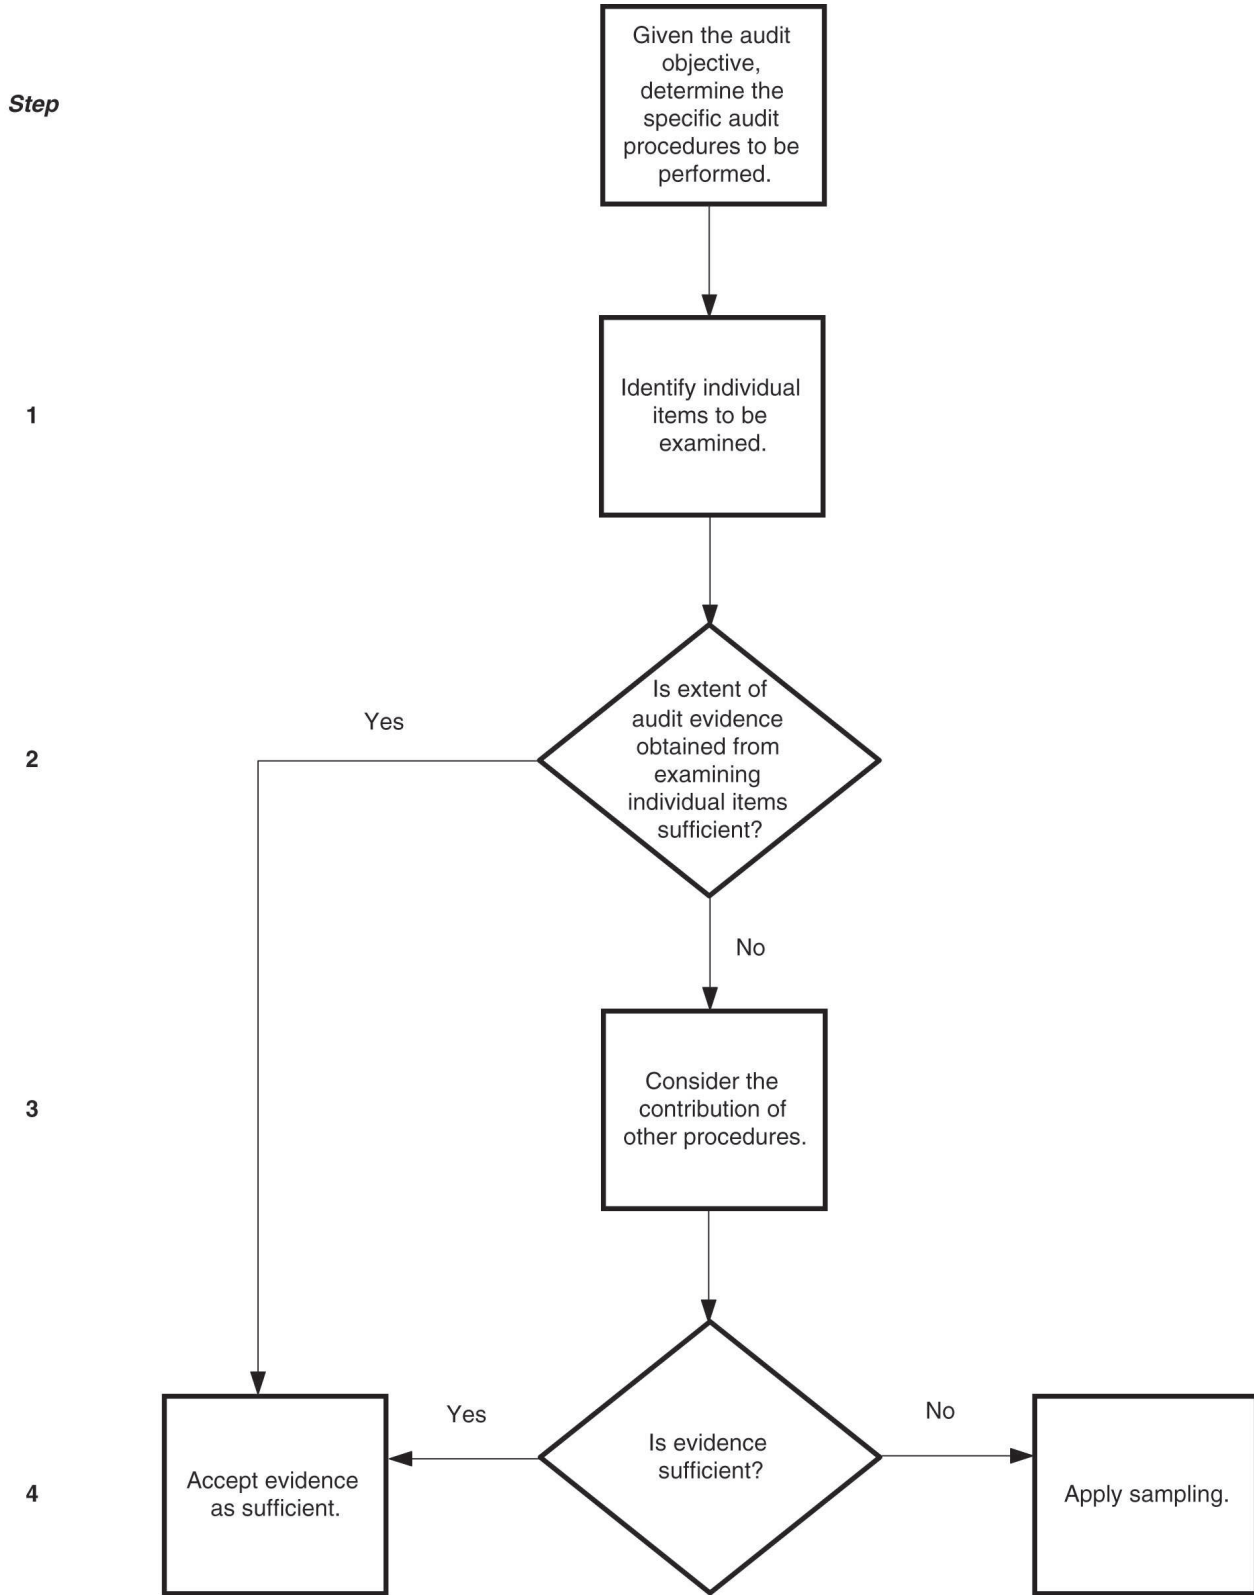 Given the audit
objective,
determine the
specific audit
procedures to be
performed.
Step
Identify individual
items to be
examined.
1
Is extent of
audit evidence
obtained from
examining
individual items
sufficient?
Yes
2
No
Consider the
contribution of
other procedures.
3
Yes
No
Is evidence
sufficient?
Accept evidence
as sufficient.
Apply sampling.
4